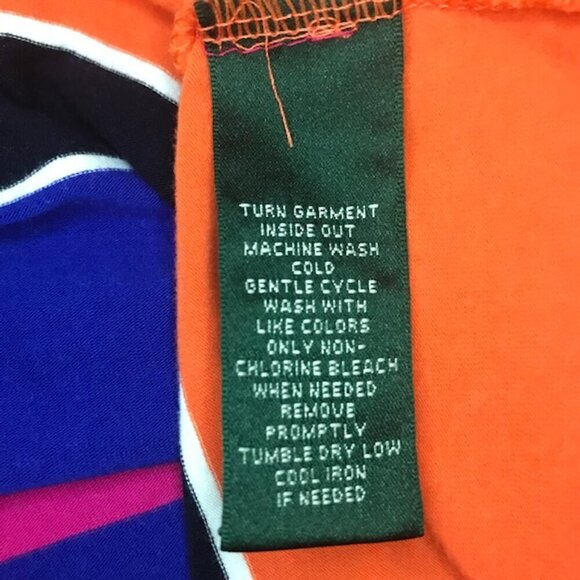 TURN GARMENT
INSIDE OUT
MACHINE WASH
COLD
GENTLE CYCLE
WASH WITH
LIKE COLORS
ONLY NON-
CHLORINE BLEACH
WHEN NEEDED
REMOVE
PROMPTLY
TUMBLE DRY LOW
COOL IRON
IF NEEDED